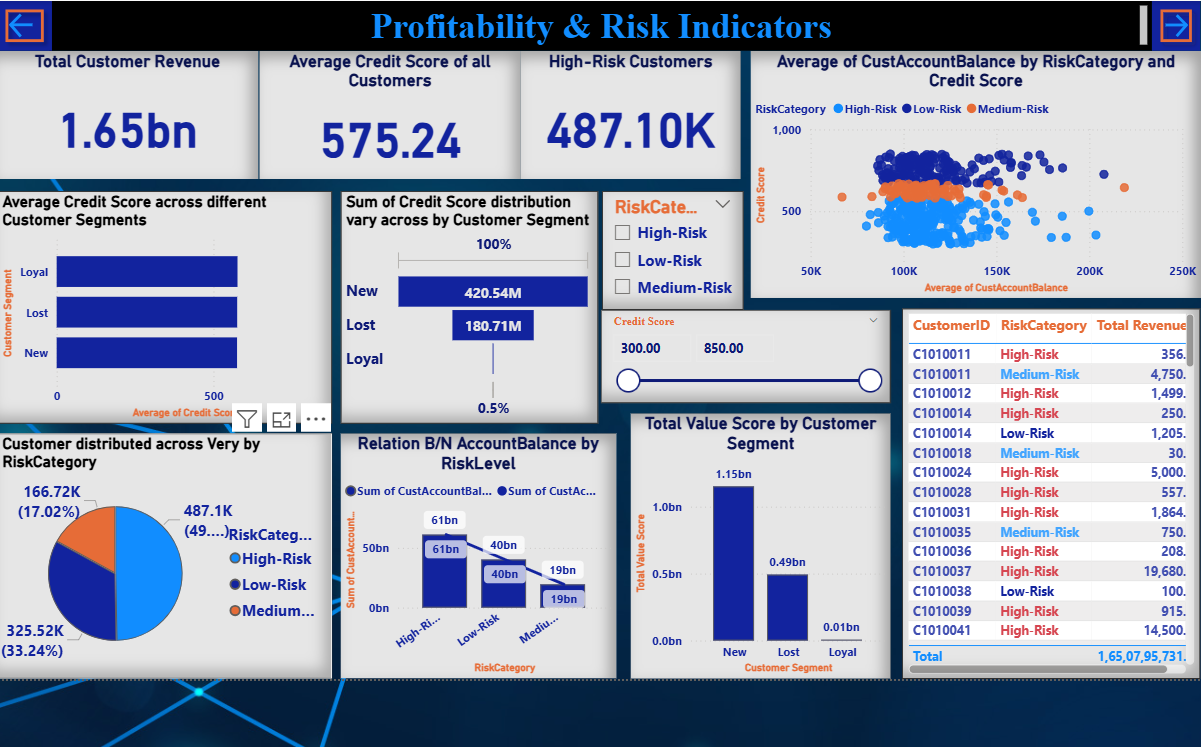 Profitability & Risk Indicators
Total Customer Revenue
1.65bn
Average Credit Score of all
Customers
575.24
High-Risk Customers
487.10K
Average of CustAccountBalance by RiskCategory and
Credit Score
RiskCategory High-Risk Low-Risk Medium-Risk
1,000
500
Credit Score
50K 100K 150K 200K 250K
Average of CustAccountBalance
Average Credit Score across different
Customer Segments
Customer Segment
Loyal
Lost
New
0 500
Average of Credit Scor
Sum of Credit Score distribution
vary across by Customer Segment
100%
New 420.54M
Lost 180.71M
Loyal
0.5%
RiskCate...
High-Risk
Low-Risk
Medium-Risk
Credit Score
300.00 850.00
CustomerID RiskCategory Total Revenue
C1010011 High-Risk 356.
C1010011 Medium-Risk 4,750.
C1010012 High-Risk 1,499.
C1010014 High-Risk 250.
C1010014 Low-Risk 1,205.
C1010018 Medium-Risk 30.
C1010024 High-Risk 5,000.
C1010028 High-Risk 557.
C1010031 High-Risk 1,864.
C1010035 Medium-Risk 750.
C1010036 High-Risk 208.
C1010037 High-Risk 19,680.
C1010038 Low-Risk 100.
C1010039 High-Risk 915.
C1010041 High-Risk 14,500.
Total 1,65,07,95,731.
Customer distributed across Very by
RiskCategory
166.72K
(17.02%)
487.1K
(49....)
325.52K
(33.24%)
RiskCateg...
High-Risk
Low-Risk
Medium...
Relation B/N AccountBalance by
RiskLevel
Sum of CustAccountBal... Sum of CustAc...
Sum of CustAccount...
50bn
0bn
61bn
61bn
40bn
40bn
19bn
19bn
High-Ri... Low-Risk Mediu...
RiskCategory
Total Value Score by Customer
Segment
Total Value Score
1.0bn
0.5bn
0.0bn
1.15bn
0.49bn
0.01bn
New Lost Loyal
Customer Segment